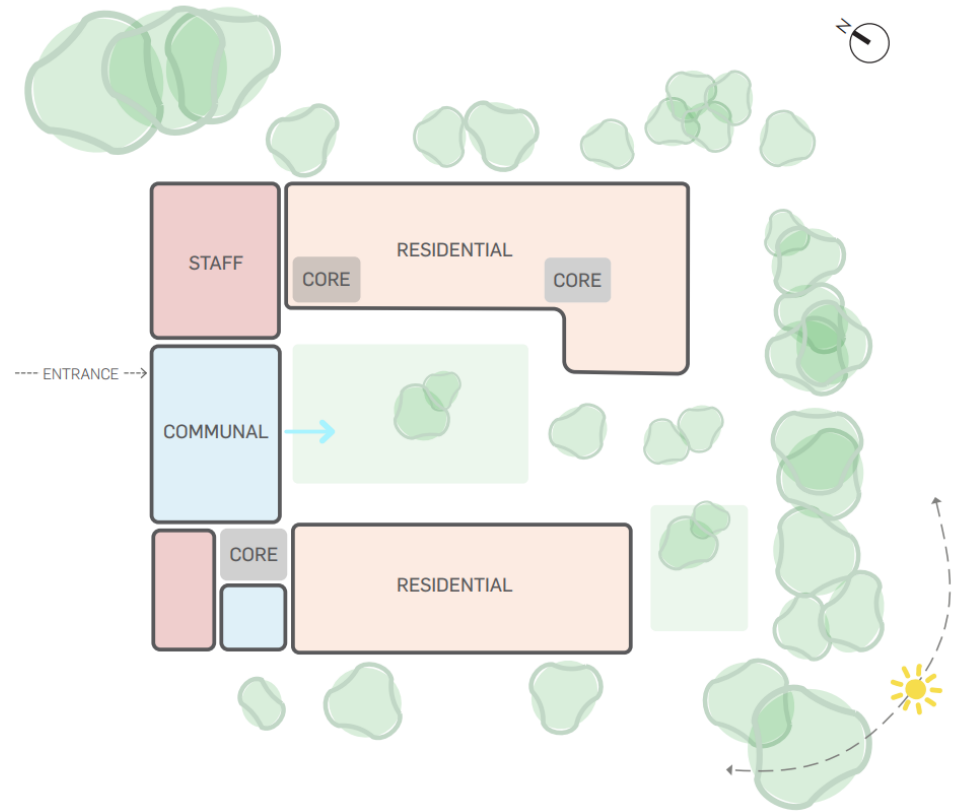 N
STAFF
RESIDENTIAL
CORE
CORE
---- ENTRANCE --->
COMMUNAL
CORE
RESIDENTIAL